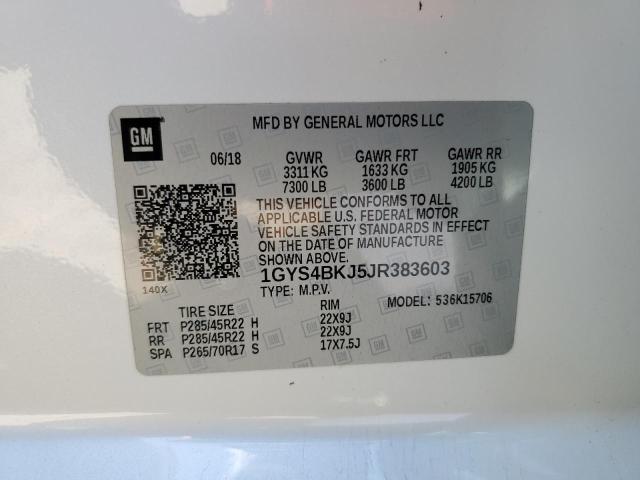 GM
MFD BY GENERAL MOTORS LLC
06/18 GVWR GAWR FRT GAWR RR
3311 KG 1633 KG 1905 KG
7300 LB 3600 LB 4200 LB
THIS VEHICLE CONFORMS TO ALL
APPLICABLE U.S. FEDERAL MOTOR
VEHICLE SAFETY STANDARDS IN EFFECT
ON THE DATE OF MANUFACTURE
SHOWN ABOVE.
1GYS4BKJ5JR383603
140X
TYPE: M.P.V. MODEL: 536K15706
TIRE SIZE RIM
FRT P285/45R22 H 22X9J
RR P285/45R22 H 22X9J
SPA P265/70R17 S 17X7.5J